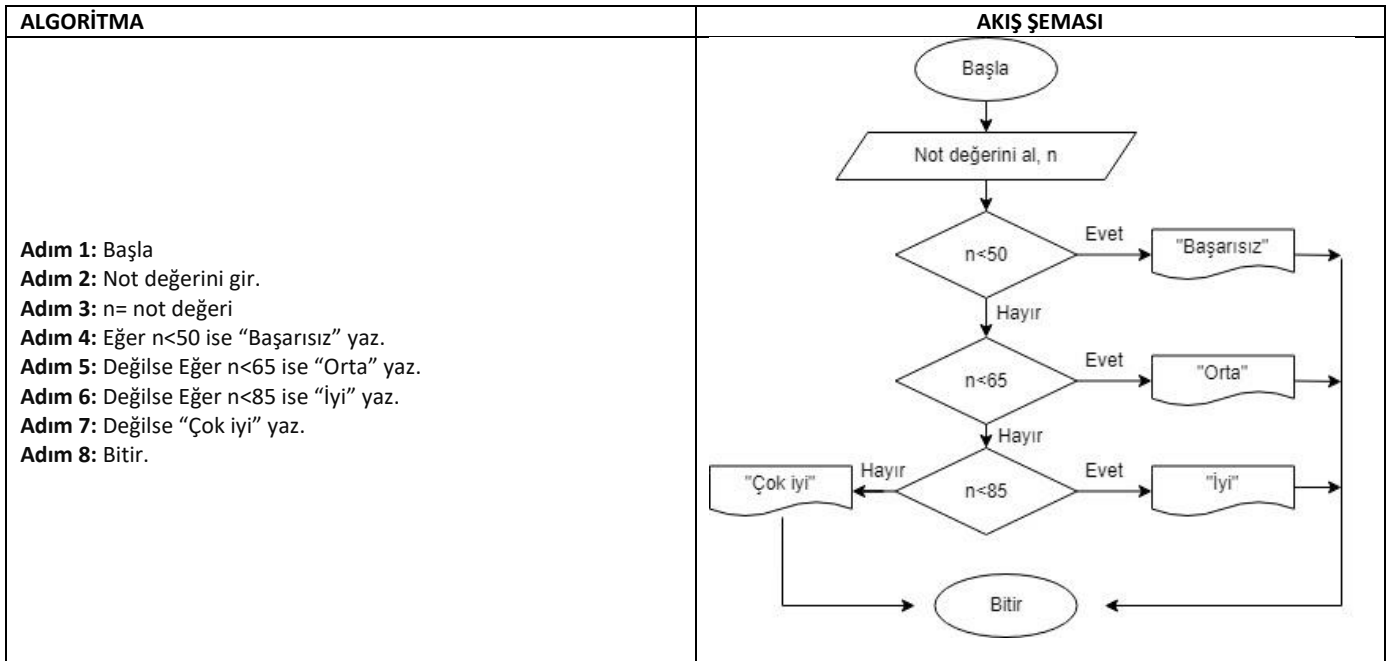 ALGORİTMA
AKIŞ ŞEMASI
Adım 1: Başla
Adım 2: Not değerini gir.
Adım 3: n= not değeri
Adım 4: Eğer n<50 ise “Başarısız” yaz.
Adım 5: Değilse Eğer n<65 ise “Orta” yaz.
Adım 6: Değilse Eğer n<85 ise “İyi” yaz.
Adım 7: Değilse “Çok iyi” yaz.
Adım 8: Bitir.
Başla
Not değerini al, n
n<50
Evet
"Başarısız"
Hayır
n<65
Evet
"Orta"
Hayır
"Çok iyi"
Hayır
n<85
Evet
"İyi"
Bitir